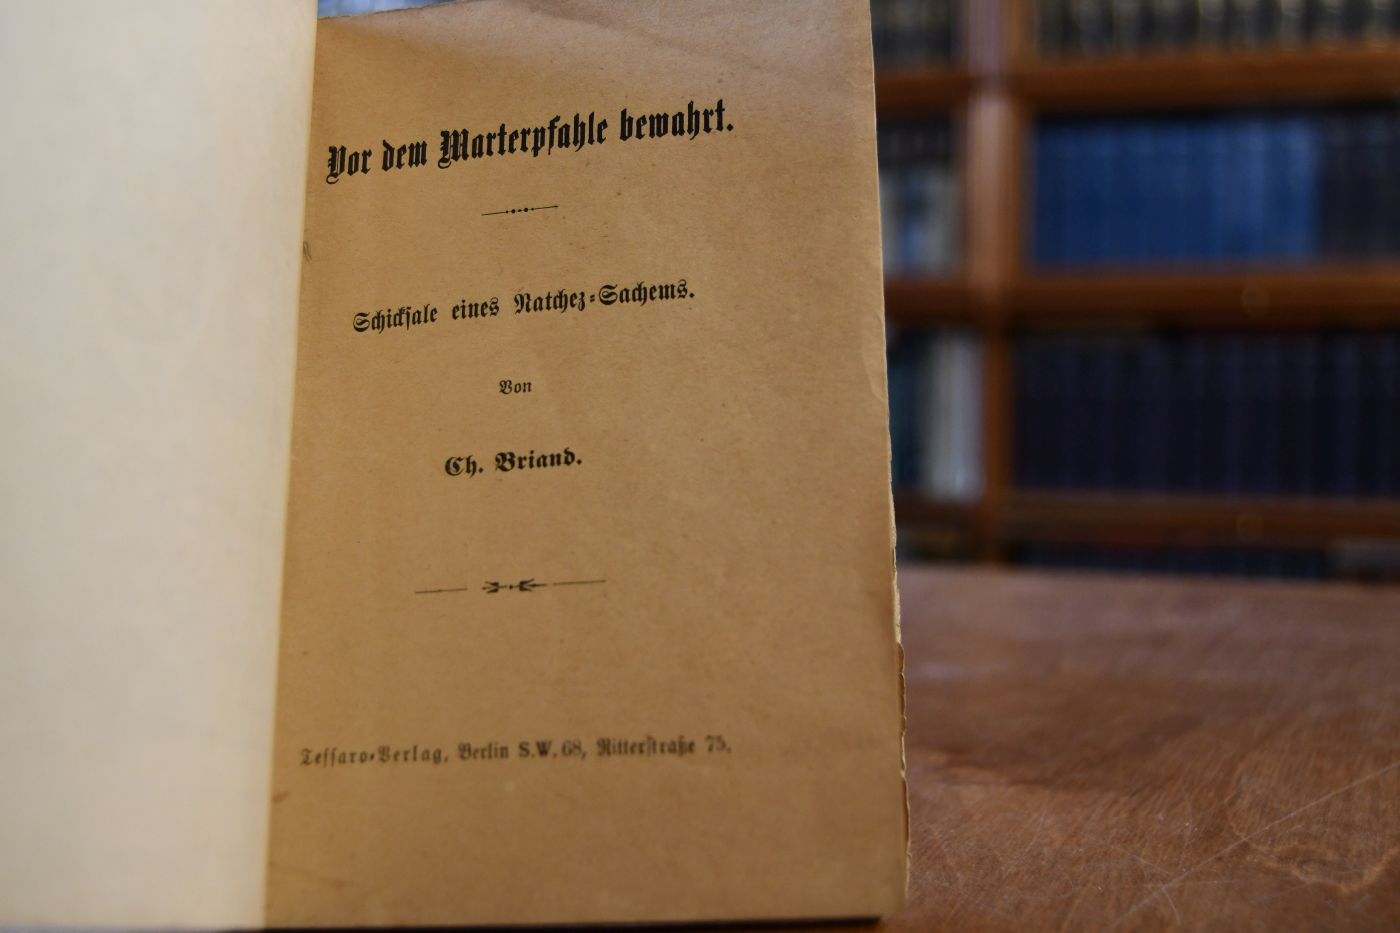 Vor dem Marterpfahle bewahrt.
Schicksale eines Natchez-Sachems.
Von
Ch. Briand.
Tessaro-Verlag, Berlin S.W. 68, Ritterstraße 75.